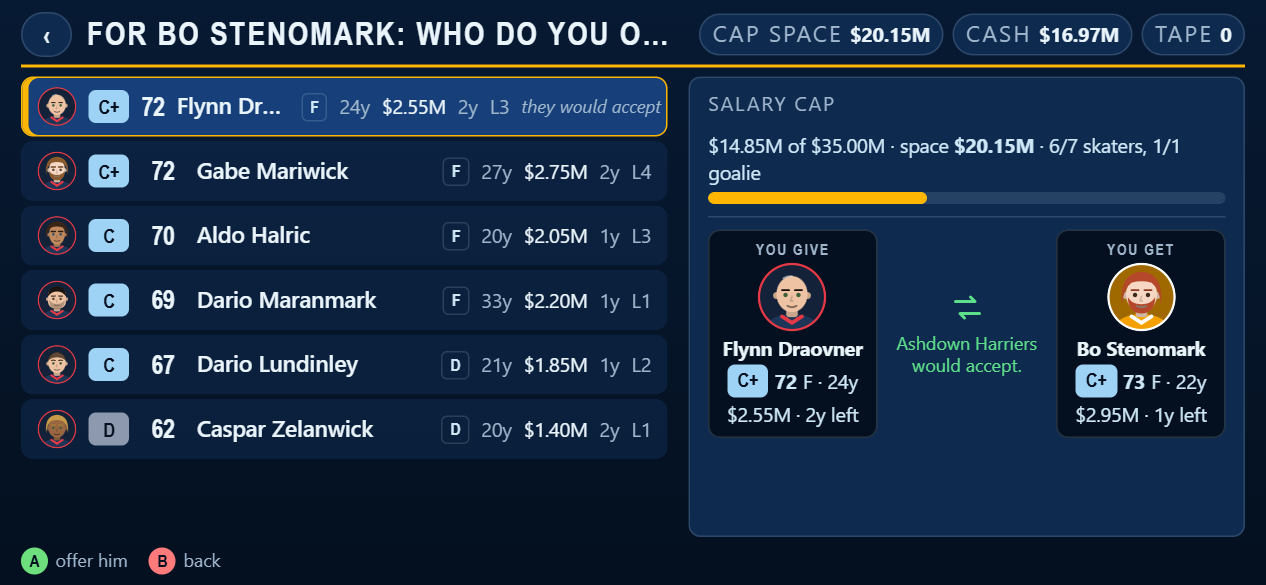 ‹ FOR BO STENOMARK: WHO DO YOU O... CAP SPACE $20.15M CASH $16.97M TAPE 0
C+ 72 Flynn Dr... F 24y $2.55M 2y L3 they would accept
C+ 72 Gabe Mariwick F 27y $2.75M 2y L4
C 70 Aldo Halric F 20y $2.05M 1y L3
C 69 Dario Maranmark F 33y $2.20M 1y L1
C 67 Dario Lundinley D 21y $1.85M 1y L2
D 62 Caspar Zelanwick D 20y $1.40M 2y L1
SALARY CAP
$14.85M of $35.00M · space $20.15M · 6/7 skaters, 1/1
goalie
YOU GIVE
Flynn Draovner
C+ 72 F · 24y
$2.55M · 2y left
Ashdown Harriers
would accept.
YOU GET
Bo Stenomark
C+ 73 F · 22y
$2.95M · 1y left
A offer him B back